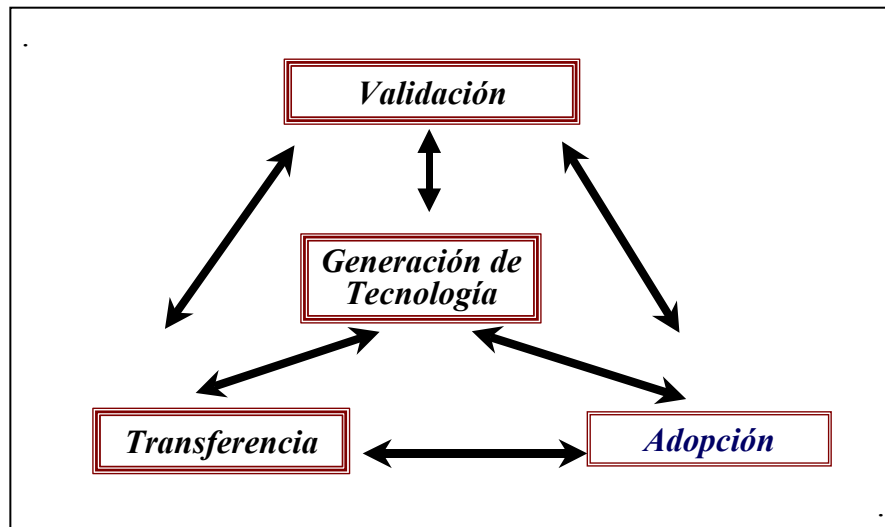 Validación
Generación de
Tecnología
Transferencia
Adopción